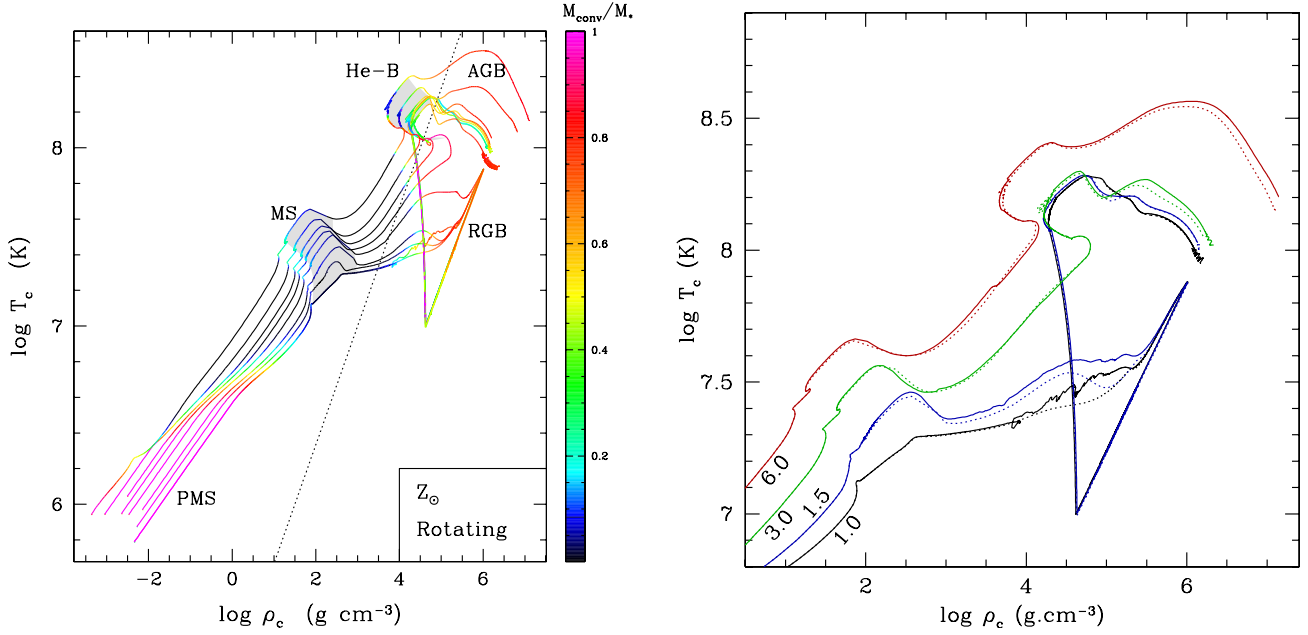 M_conv/M_*
1
0.8
0.6
0.4
0.2
He-B
AGB
MS
RGB
PMS
Z_⊙
Rotating
8
7
6
log T_c (K)
−2
0
2
4
6
log ρ_c (g cm⁻³)
8.5
8
7.5
7
log T_c (K)
6.0
3.0
1.5
1.0
2
4
6
log ρ_c (g.cm⁻³)